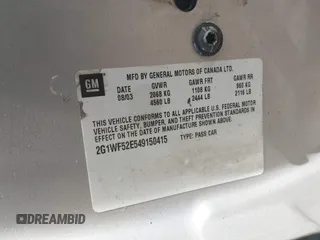 GM
MFD BY GENERAL MOTORS OF CANADA LTD.
DATE GVWR GAWR FRT GAWR RR
08/03 2068 KG 1108 KG 960 KG
4560 LB 2444 LB 2116 LB
THIS VEHICLE CONFORMS TO ALL APPLICABLE U.S. FEDERAL MOTOR VEHICLE SAFETY, BUMPER, AND THEFT PREVENTION STANDARDS IN EFFECT ON THE DATE OF MANUFACTURE SHOWN ABOVE.
2G1WF52E549150415 TYPE: PASS CAR
DREAMBID